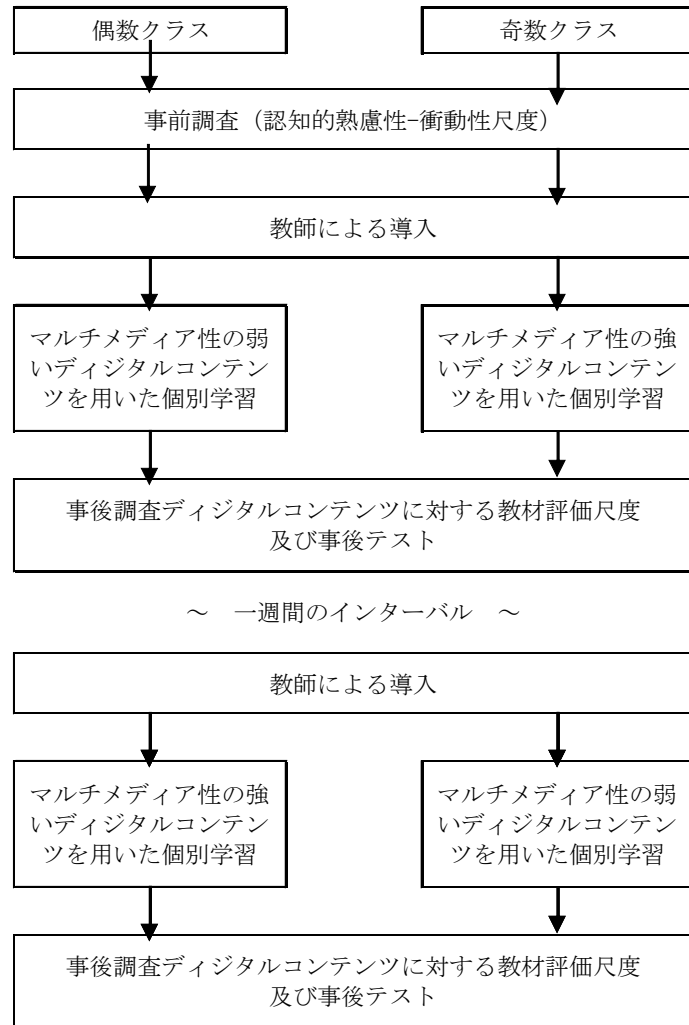 偶数クラス
奇数クラス
事前調査（認知的熟慮性−衝動性尺度）
教師による導入
マルチメディア性の弱
いディジタルコンテン
ツを用いた個別学習
マルチメディア性の強
いディジタルコンテン
ツを用いた個別学習
事後調査ディジタルコンテンツに対する教材評価尺度
及び事後テスト
～　一週間のインターバル　～
教師による導入
マルチメディア性の強
いディジタルコンテン
ツを用いた個別学習
マルチメディア性の弱
いディジタルコンテン
ツを用いた個別学習
事後調査ディジタルコンテンツに対する教材評価尺度
及び事後テスト